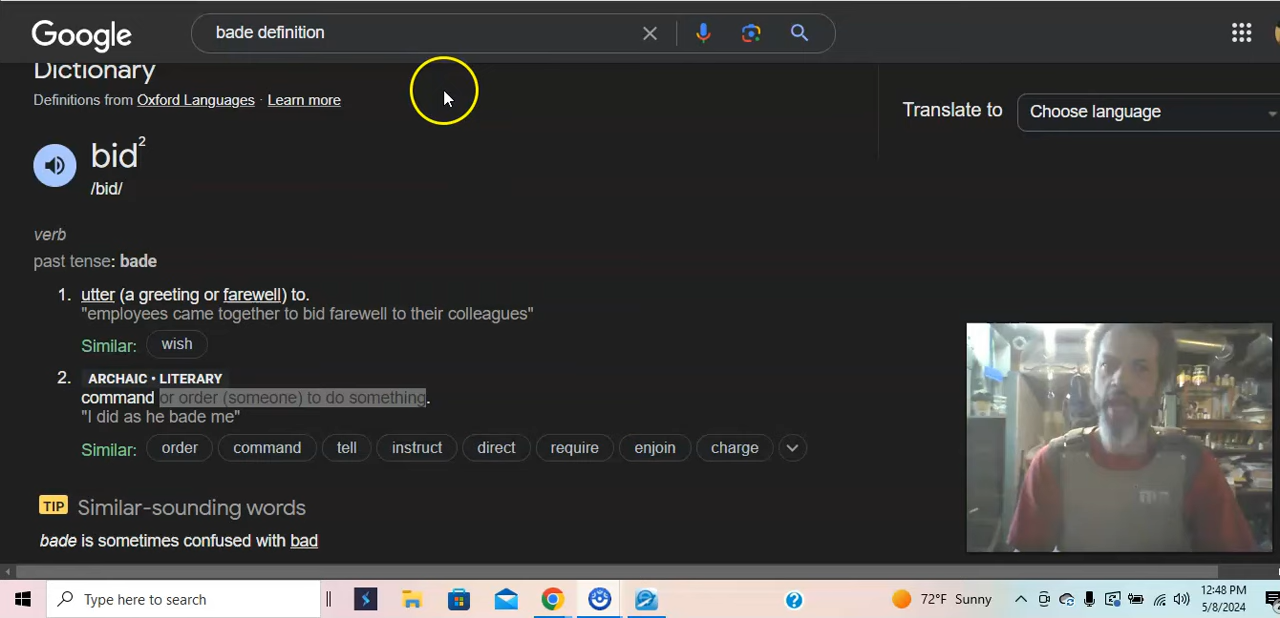 Google
bade definition
Dictionary
Definitions from Oxford Languages · Learn more
Translate to
Choose language
bid²
/bid/
verb
past tense: bade
1. utter (a greeting or farewell) to.
"employees came together to bid farewell to their colleagues"
Similar: wish
2. ARCHAIC • LITERARY
command or order (someone) to do something.
"I did as he bade me"
Similar: order command tell instruct direct require enjoin charge
TIP Similar-sounding words
bade is sometimes confused with bad
Type here to search
72°F Sunny
12:48 PM
5/8/2024